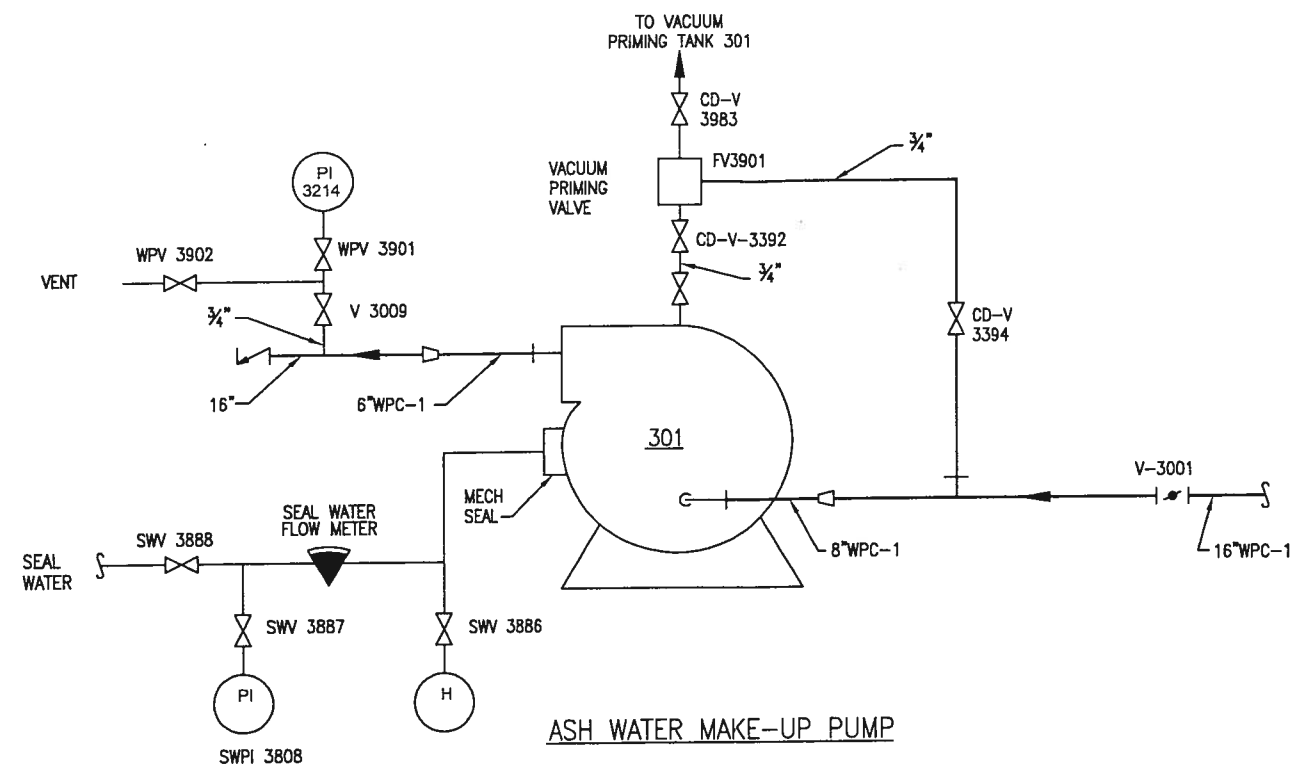 TO VACUUM
PRIMING TANK 301
CD-V
3983
FV3901
3/4"
VACUUM
PRIMING
VALVE
PI
3214
CD-V-3392
WPV 3901
WPV 3902
3/4"
VENT
V 3009
3/4"
CD-V
3394
16"
6"WPC-1
301
V-3001
MECH
SEAL
SEAL WATER
FLOW METER
SWV 3888
8"WPC-1
16"WPC-1
SEAL
WATER
SWV 3887
SWV 3886
PI
H
SWPI 3808
ASH WATER MAKE-UP PUMP